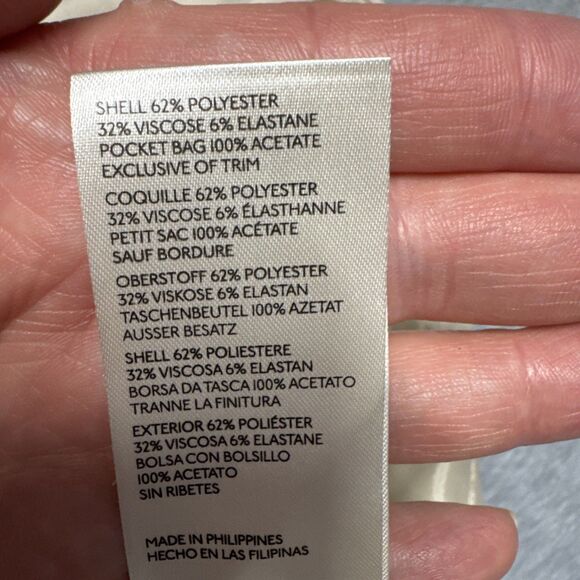 SHELL 62% POLYESTER
32% VISCOSE 6% ELASTANE
POCKET BAG 100% ACETATE
EXCLUSIVE OF TRIM
COQUILLE 62% POLYESTER
32% VISCOSE 6% ÉLASTHANNE
PETIT SAC 100% ACÉTATE
SAUF BORDURE
OBERSTOFF 62% POLYESTER
32% VISKOSE 6% ELASTAN
TASCHENBEUTEL 100% AZETAT
AUSSER BESATZ
SHELL 62% POLIESTERE
32% VISCOSA 6% ELASTAN
BORSA DA TASCA 100% ACETATO
TRANNE LA FINITURA
EXTERIOR 62% POLIÉSTER
32% VISCOSA 6% ELASTANE
BOLSA CON BOLSILLO
100% ACETATO
SIN RIBETES
MADE IN PHILIPPINES
HECHO EN LAS FILIPINAS